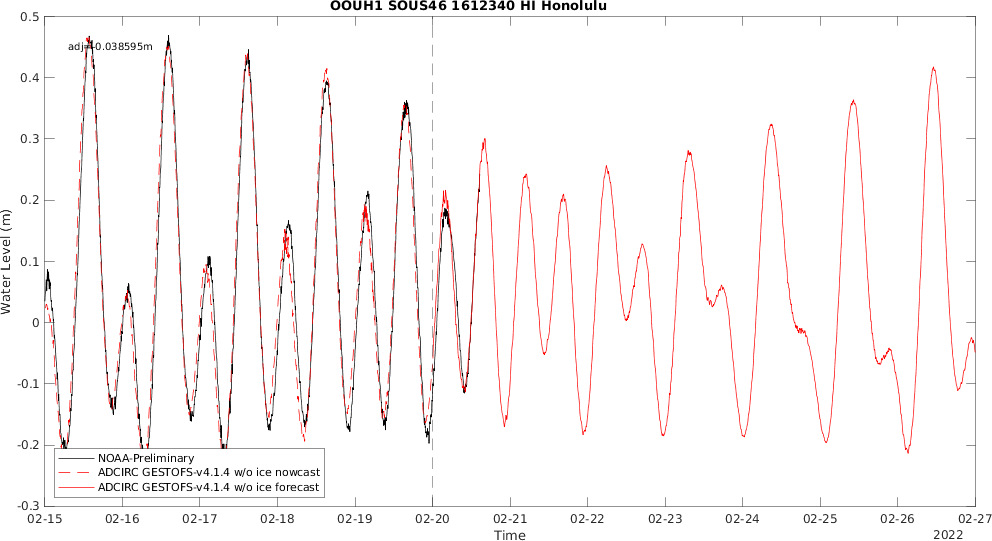 OOUH1 SOUS46 1612340 HI Honolulu
0.5
adj=-0.038595m
0.4
0.3
0.2
0.1
0
-0.1
-0.2
-0.3
Water Level (m)
NOAA-Preliminary
ADCIRC GESTOFS-v4.1.4 w/o ice nowcast
ADCIRC GESTOFS-v4.1.4 w/o ice forecast
02-15 02-16 02-17 02-18 02-19 02-20 02-21 02-22 02-23 02-24 02-25 02-26 02-27
Time
2022